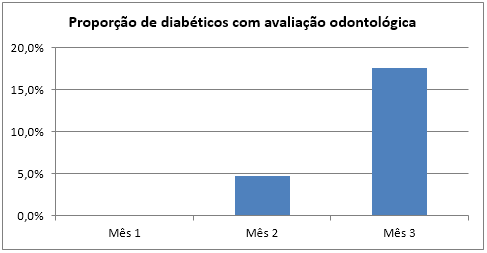 Proporção de diabéticos com avaliação odontológica
20,0%
15,0%
10,0%
5,0%
0,0%
Mês 1 Mês 2 Mês 3